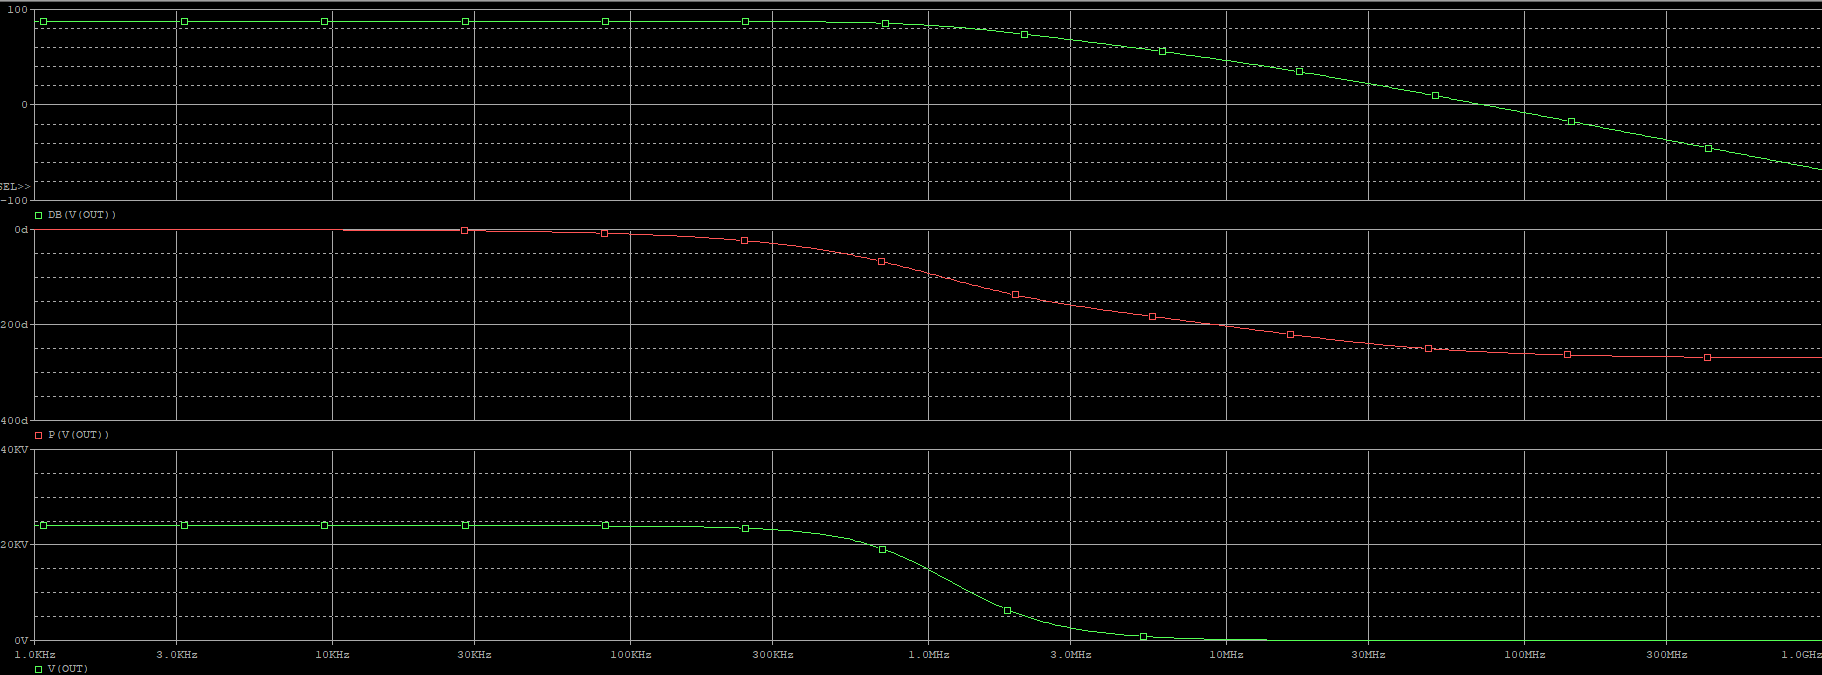 100
0
SEL>>
-100
DB(V(OUT))
0d
200d
400d
P(V(OUT))
40KV
20KV
0V
1.0KHz 3.0KHz 10KHz 30KHz 100KHz 300KHz 1.0MHz 3.0MHz 10MHz 30MHz 100MHz 300MHz 1.0GHz
V(OUT)